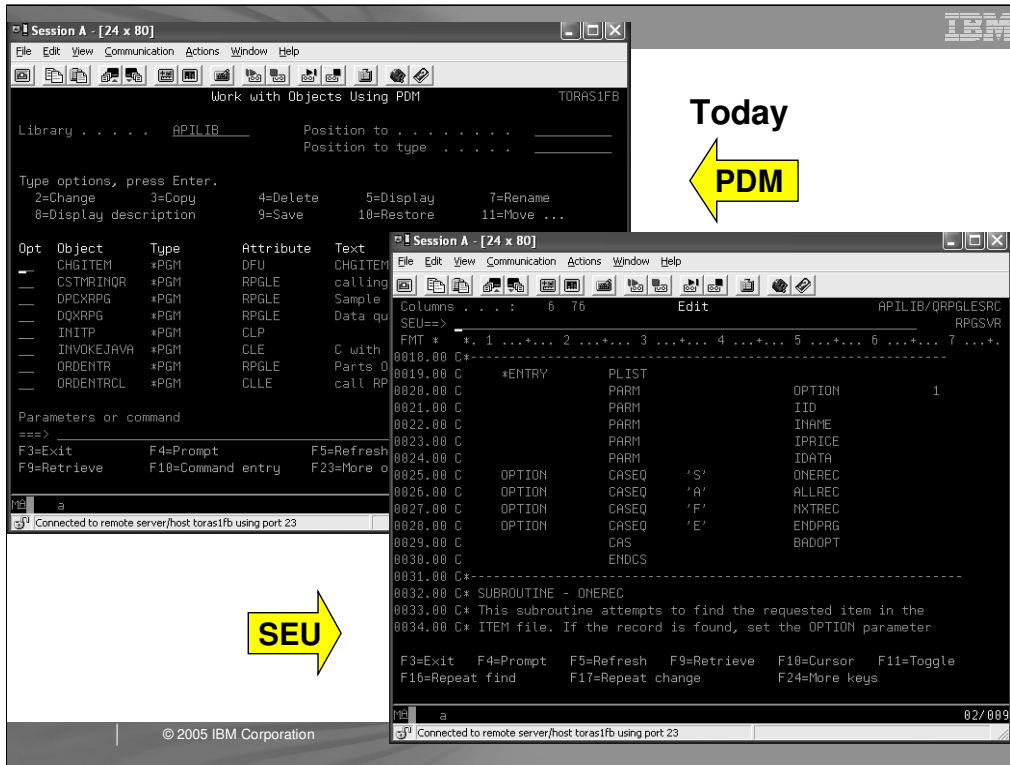 IBM
Session A - [24 x 80]
File Edit View Communication Actions Window Help
Work with Objects Using PDM TORAS1FB
Library . . . . . APILIB Position to . . . . . . . .
Position to type . . . . .
Type options, press Enter.
2=Change 3=Copy 4=Delete 5=Display 7=Rename
8=Display description 9=Save 10=Restore 11=Move ...
Opt Object Type Attribute Text
CHGITEM *PGM DFU CHGITEM
CSTMRINQR *PGM RPGLE calling
DPCXRPG *PGM RPGLE Sample
DQXRPG *PGM RPGLE Data qu
INITP *PGM CLP
INVOKEJAVA *PGM CLE C with
ORDENTR *PGM RPGLE Parts O
ORDENTRCL *PGM CLLE call RP
Parameters or command
===>
F3=Exit F4=Prompt F5=Refresh
F9=Retrieve F10=Command entry F23=More o
MA a
Connected to remote server/host toras1fb using port 23
Today
PDM
Session A - [24 x 80]
File Edit View Communication Actions Window Help
Columns . . . : 6 76 Edit APILIB/QRPGLESRC
SEU==> RPGSVR
FMT * *. 1 ...+... 2 ...+... 3 ...+... 4 ...+... 5 ...+... 6 ...+... 7 ...+.
0018.00 C*-----------------------------------------------------------------
0019.00 C *ENTRY PLIST
0020.00 C PARM OPTION 1
0021.00 C PARM IID
0022.00 C PARM INAME
0023.00 C PARM IPRICE
0024.00 C PARM IDATA
0025.00 C OPTION CASEQ 'S' ONEREC
0026.00 C OPTION CASEQ 'A' ALLREC
0027.00 C OPTION CASEQ 'F' NXTREC
0028.00 C OPTION CASEQ 'E' ENDPRG
0029.00 C CAS BADOPT
0030.00 C ENDCS
0031.00 C*-------------------------------------------------------------------
0032.00 C* SUBROUTINE - ONEREC
0033.00 C* This subroutine attempts to find the requested item in the
0034.00 C* ITEM file. If the record is found, set the OPTION parameter
F3=Exit F4=Prompt F5=Refresh F9=Retrieve F10=Cursor F11=Toggle
F16=Repeat find F17=Repeat change F24=More keys
MA a 02/009
Connected to remote server/host toras1fb using port 23
SEU
© 2005 IBM Corporation